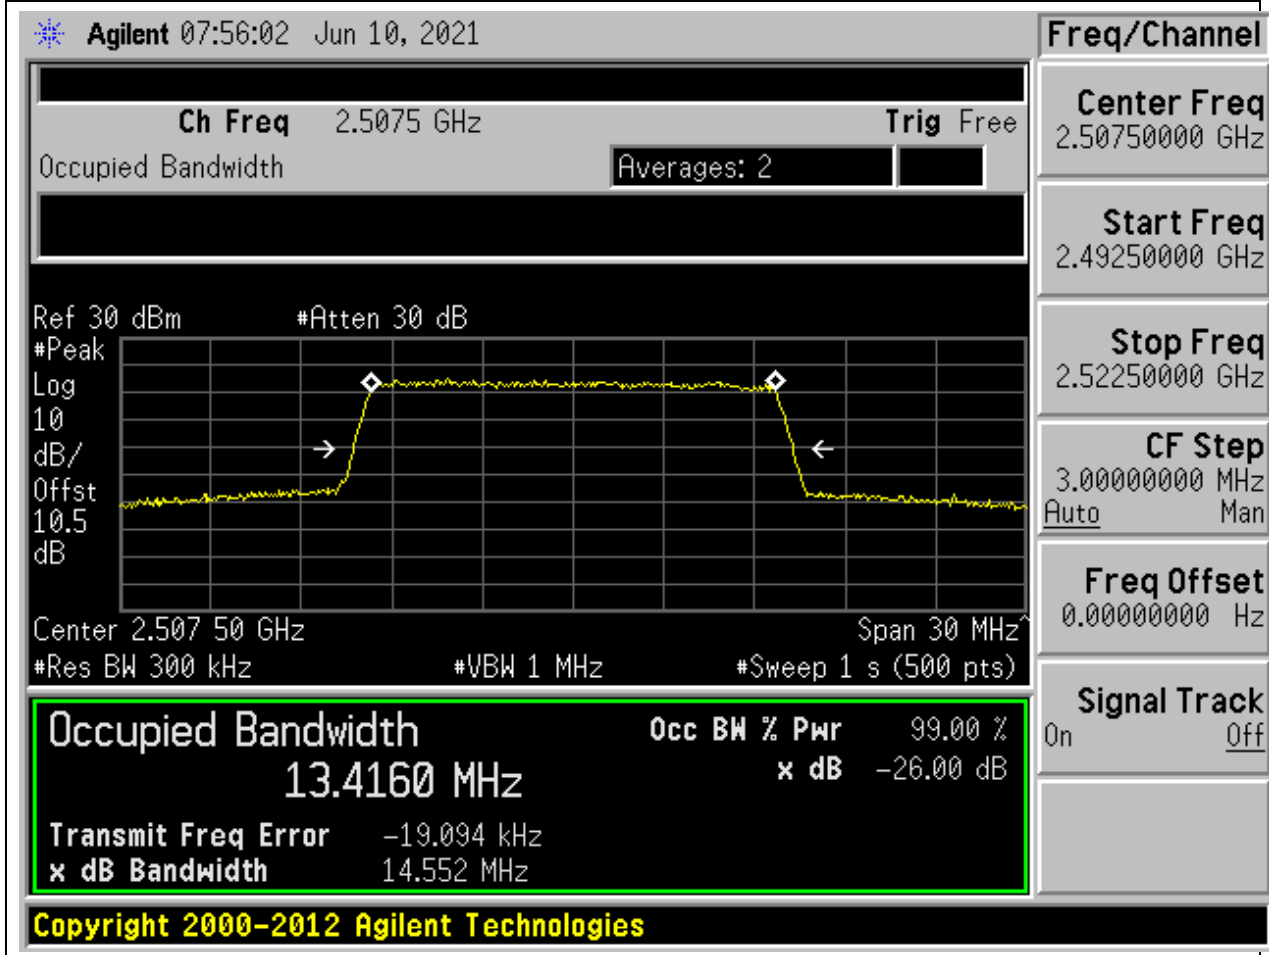 Agilent 07:56:02 Jun 10, 2021
Freq/Channel
Ch Freq 2.5075 GHz Trig Free
Occupied Bandwidth Averages: 2
Center Freq
2.50750000 GHz
Start Freq
2.49250000 GHz
Stop Freq
2.52250000 GHz
CF Step
3.00000000 MHz
Auto Man
Freq Offset
0.00000000 Hz
Signal Track
On Off
Ref 30 dBm #Atten 30 dB
#Peak
Log
10
dB/
Offst
10.5
dB
Center 2.507 50 GHz Span 30 MHz^
#Res BW 300 kHz #VBW 1 MHz #Sweep 1 s (500 pts)
Occupied Bandwidth Occ BW % Pwr 99.00 %
13.4160 MHz x dB -26.00 dB
Transmit Freq Error -19.094 kHz
x dB Bandwidth 14.552 MHz
Copyright 2000-2012 Agilent Technologies